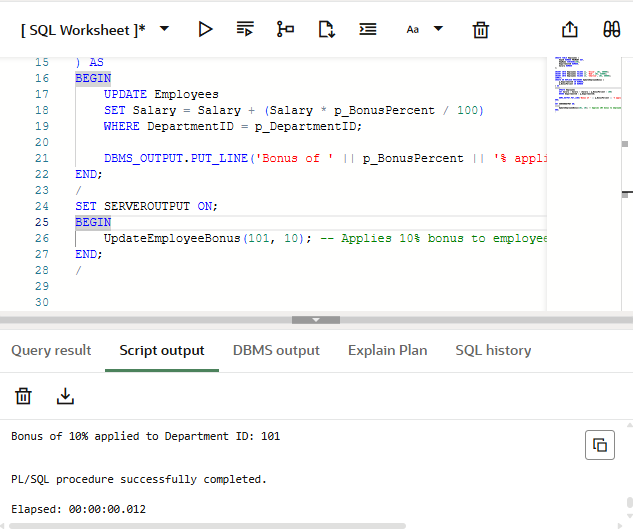 [ SQL Worksheet ]*
Aa
15 ) AS
16 BEGIN
17 UPDATE Employees
18 SET Salary = Salary + (Salary * p_BonusPercent / 100)
19 WHERE DepartmentID = p_DepartmentID;
20
21 DBMS_OUTPUT.PUT_LINE('Bonus of ' || p_BonusPercent || '% appli
22 END;
23 /
24 SET SERVEROUTPUT ON;
25 BEGIN
26 UpdateEmployeeBonus(101, 10); -- Applies 10% bonus to employee
27 END;
28 /
29
30
Query result Script output DBMS output Explain Plan SQL history
Bonus of 10% applied to Department ID: 101
PL/SQL procedure successfully completed.
Elapsed: 00:00:00.012